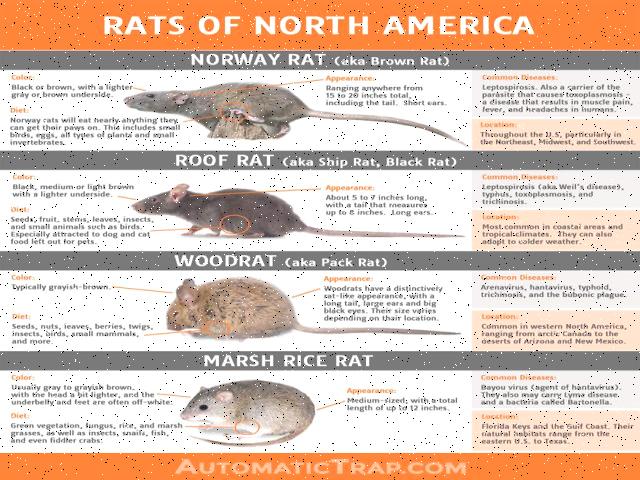 RATS OF NORTH AMERICA
NORWAY RAT (aka Brown Rat)
Color:
Black or brown, with a lighter
gray or brown underside.
Diet:
Norway rats will eat nearly anything they
can get their paws on. This includes small
birds, eggs, all types of plants and small
invertebrates.
Appearance:
Ranging anywhere from
15 to 20 inches total,
including the tail. Short ears.
Common Diseases:
Leptospirosis. Also a carrier of the
parasite that causes toxoplasmosis -
a disease that results in muscle pain,
fever, and headaches in humans.
Location:
Throughout the U.S, particularly in
the Northeast, Midwest, and Southwest.
ROOF RAT (aka Ship Rat, Black Rat)
Color:
Black, medium or light brown
with a lighter underside.
Diet:
Seeds, fruit, stems, leaves, insects,
and small animals such as birds.
Especially attracted to dog and cat
food left out for pets.
Appearance:
About 5 to 7 inches long,
with a tail that measures
up to 8 inches. Long ears.
Common Diseases:
Leptospirosis (aka Weil's disease),
typhus, toxoplasmosis, and
trichinosis.
Location:
Most common in coastal areas and
tropical climates. They can also
adapt to colder weather.
WOODRAT (aka Pack Rat)
Color:
Typically grayish-brown.
Diet:
Seeds, nuts, leaves, berries, twigs,
insects, birds, small mammals,
and more.
Appearance:
Woodrats have a distinctively
rat-like appearance, with a
long tail, large ears and big
black eyes. Their size varies
depending on their location.
Common Diseases:
Arenavirus, hantavirus, typhoid,
trichinosis, and the bubonic plague.
Location:
Common in western North America,
ranging from arctic Canada to the
deserts of Arizona and New Mexico.
MARSH RICE RAT
Color:
Usually gray to grayish brown,
with the head a bit lighter, and the
underbelly and feet are often off-white.
Diet:
Green vegetation, fungus, rice, and marsh
grasses, as well as insects, snails, fish,
and even fiddler crabs.
Appearance:
Medium-sized, with a total
length of up to 12 inches.
Common Diseases:
Bayou virus (agent of hantavirus).
They also may carry Lyme disease,
and a bacteria called Bartonella.
Location:
Florida Keys and the Gulf Coast. Their
natural habitats range from the
eastern U.S. to Texas.
AUTOMATICTRAP.COM